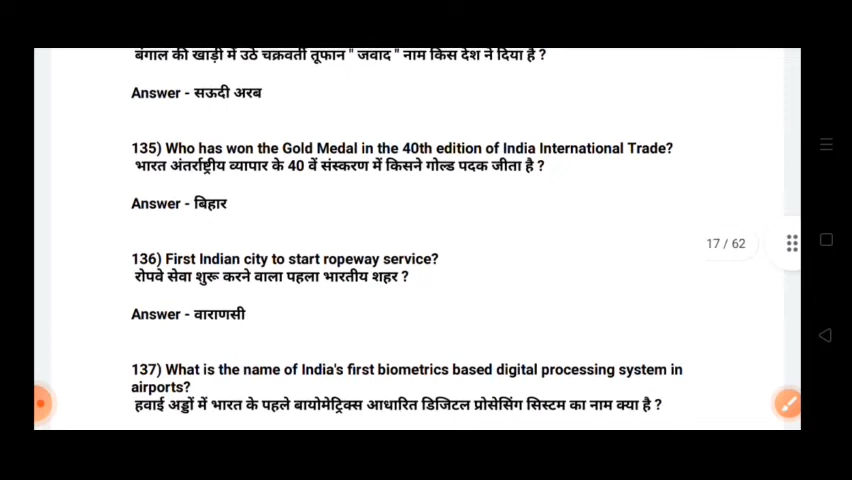 बंगाल की खाड़ी में उठे चक्रवती तूफान " जवाद " नाम किस देश ने दिया है ?
Answer - सऊदी अरब
135) Who has won the Gold Medal in the 40th edition of India International Trade?
भारत अंतर्राष्ट्रीय व्यापार के 40 वें संस्करण में किसने गोल्ड पदक जीता है ?
Answer - बिहार
17 / 62
136) First Indian city to start ropeway service?
रोपवे सेवा शुरू करने वाला पहला भारतीय शहर ?
Answer - वाराणसी
137) What is the name of India's first biometrics based digital processing system in
airports?
हवाई अड्डों में भारत के पहले बायोमेट्रिक्स आधारित डिजिटल प्रोसेसिंग सिस्टम का नाम क्या है ?